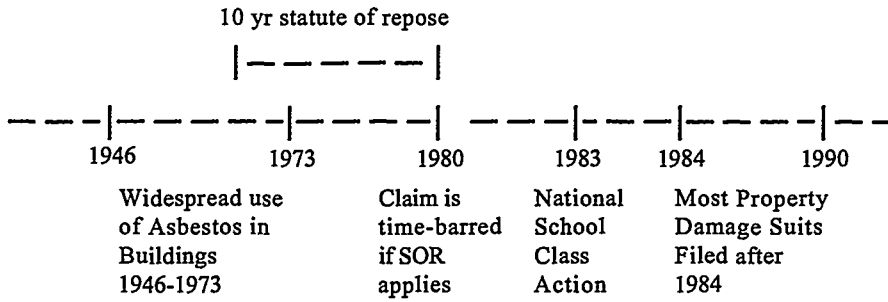 10 yr statute of repose
1946 1973 1980 1983 1984 1990
Widespread use Claim is National Most Property
of Asbestos in time-barred School Damage Suits
Buildings if SOR Class Filed after
1946-1973 applies Action 1984